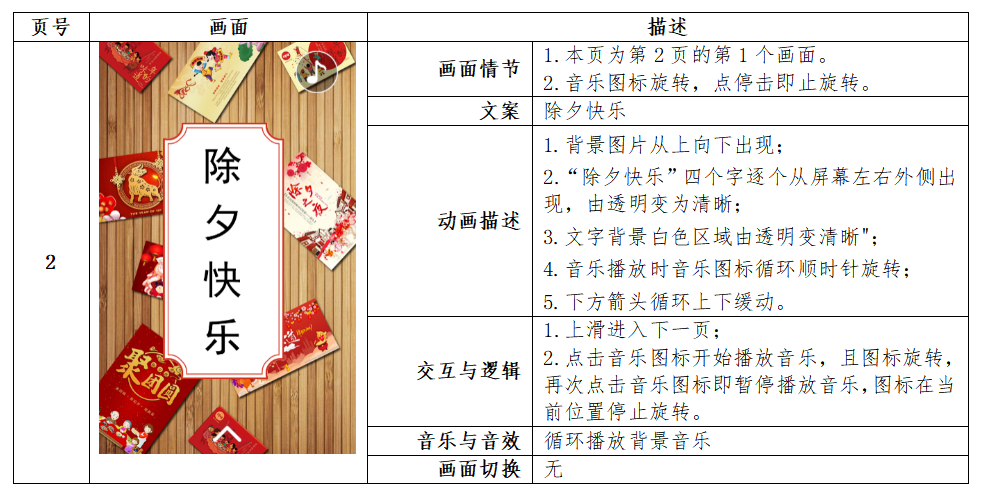 页号 画面 描述
2
除
夕
快
乐
除夕之夜
聚团圆
画面情节
1.本页为第2页的第1个画面。
2.音乐图标旋转，点停击即止旋转。
文案
除夕快乐
动画描述
1.背景图片从上向下出现；
2.“除夕快乐”四个字逐个从屏幕左右外侧出
现，由透明变为清晰；
3.文字背景白色区域由透明变清晰"；
4.音乐播放时音乐图标循环顺时针旋转；
5.下方箭头循环上下缓动。
交互与逻辑
1.上滑进入下一页；
2.点击音乐图标开始播放音乐，且图标旋转，
再次点击音乐图标即暂停播放音乐，图标在当
前位置停止旋转。
音乐与音效
循环播放背景音乐
画面切换
无